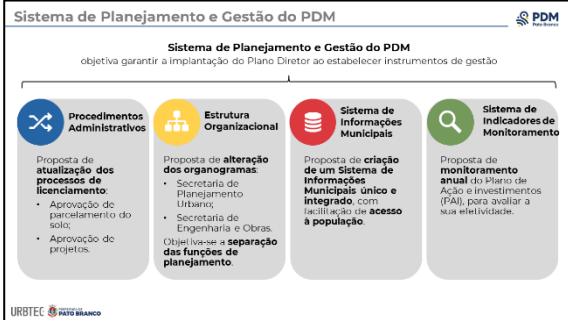 Sistema de Planejamento e Gestão do PDM
PDM
Pato Branco
Sistema de Planejamento e Gestão do PDM
objetiva garantir a implantação do Plano Diretor ao estabelecer instrumentos de gestão
Procedimentos
Administrativos
Proposta de
atualização dos
processos de
licenciamento:
• Aprovação de
parcelamento do
solo;
• Aprovação de
projetos.
Estrutura
Organizacional
Proposta de alteração
dos organogramas:
• Secretaria de
Planejamento
Urbano;
• Secretaria de
Engenharia e Obras.
Objetiva-se a separação
das funções de
planejamento.
Sistema de
Informações
Municipais
Proposta de criação
de um Sistema de
Informações
Municipais único e
integrado, com
facilitação de acesso
à população.
Sistema de
Indicadores de
Monitoramento
Proposta de
monitoramento
anual do Plano de
Ação e investimentos
(PAI), para avaliar a
sua efetividade.
URBTEC
PATO BRANCO